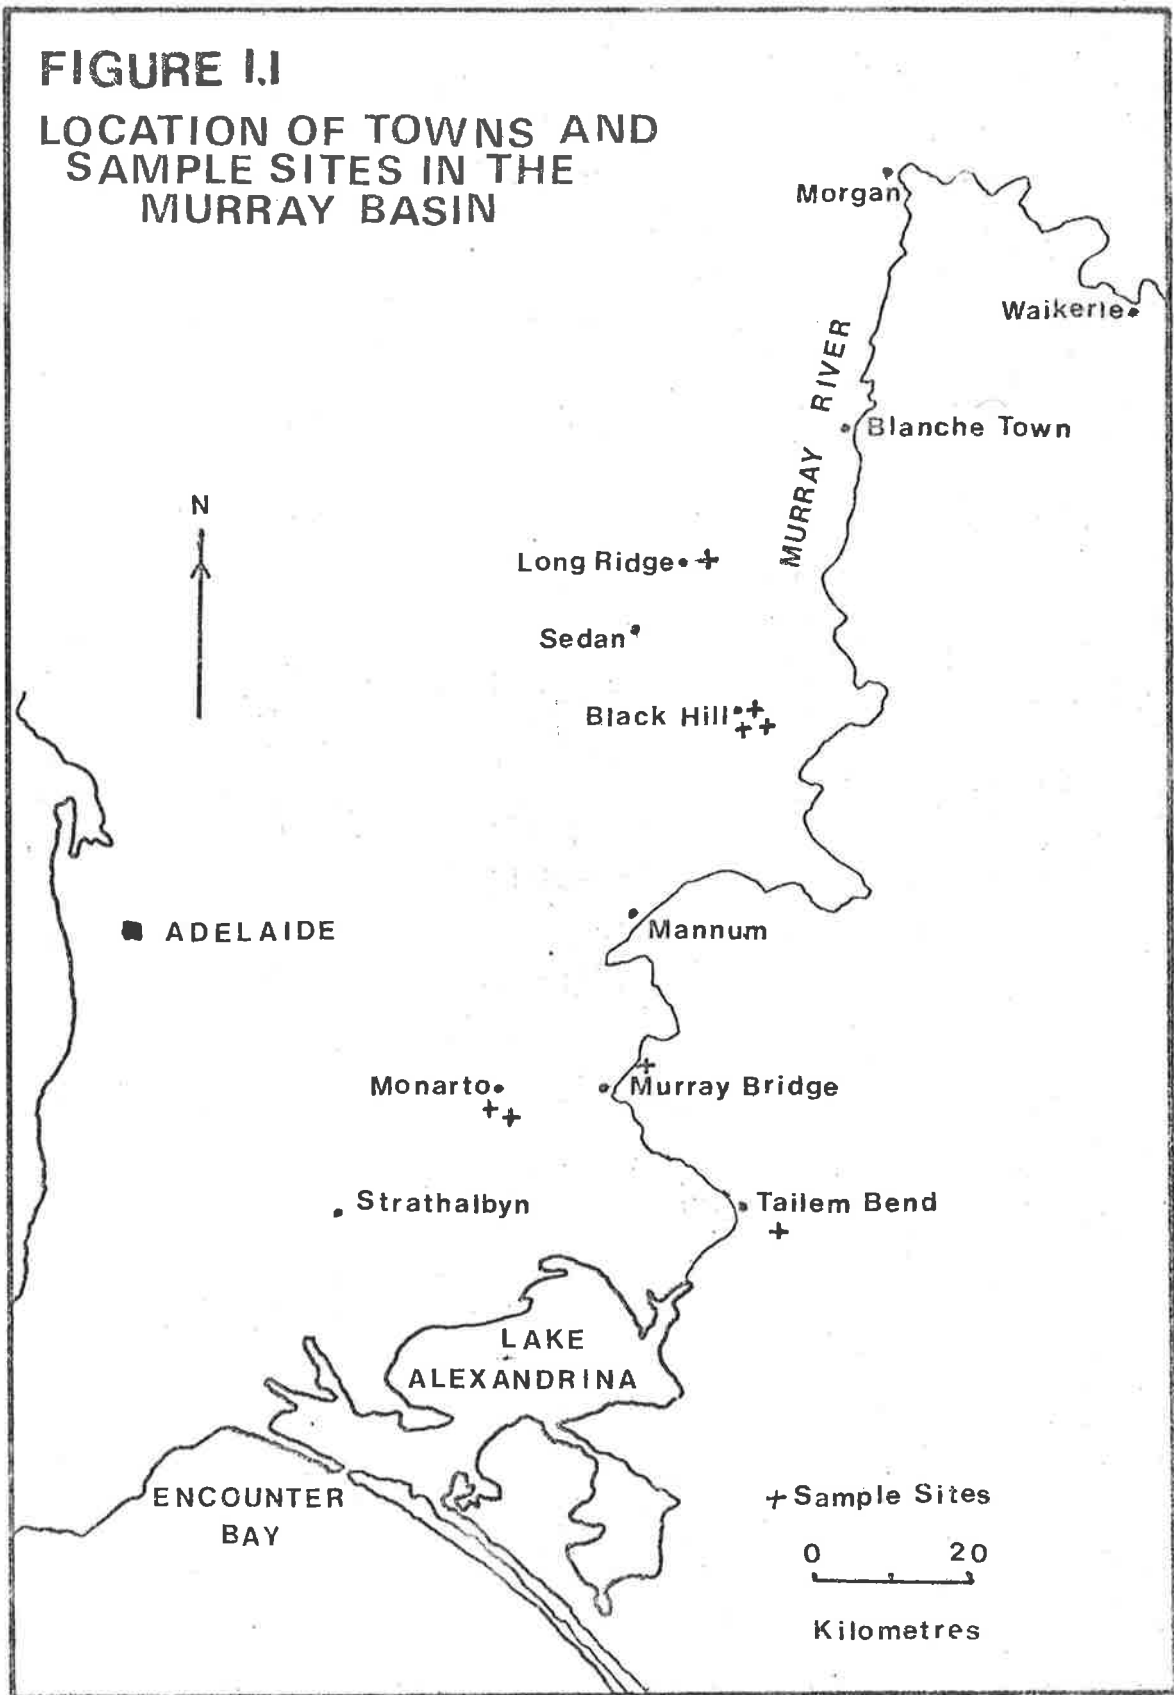 FIGURE 1.1
LOCATION OF TOWNS AND
SAMPLE SITES IN THE
MURRAY BASIN
Morgan
Waikerie
MURRAY RIVER
Blanche Town
N
Long Ridge
Sedan
Black Hill
ADELAIDE
Mannum
Monarto
Murray Bridge
Strathalbyn
Tailem Bend
LAKE
ALEXANDRINA
ENCOUNTER
BAY
+ Sample Sites
0 20
Kilometres